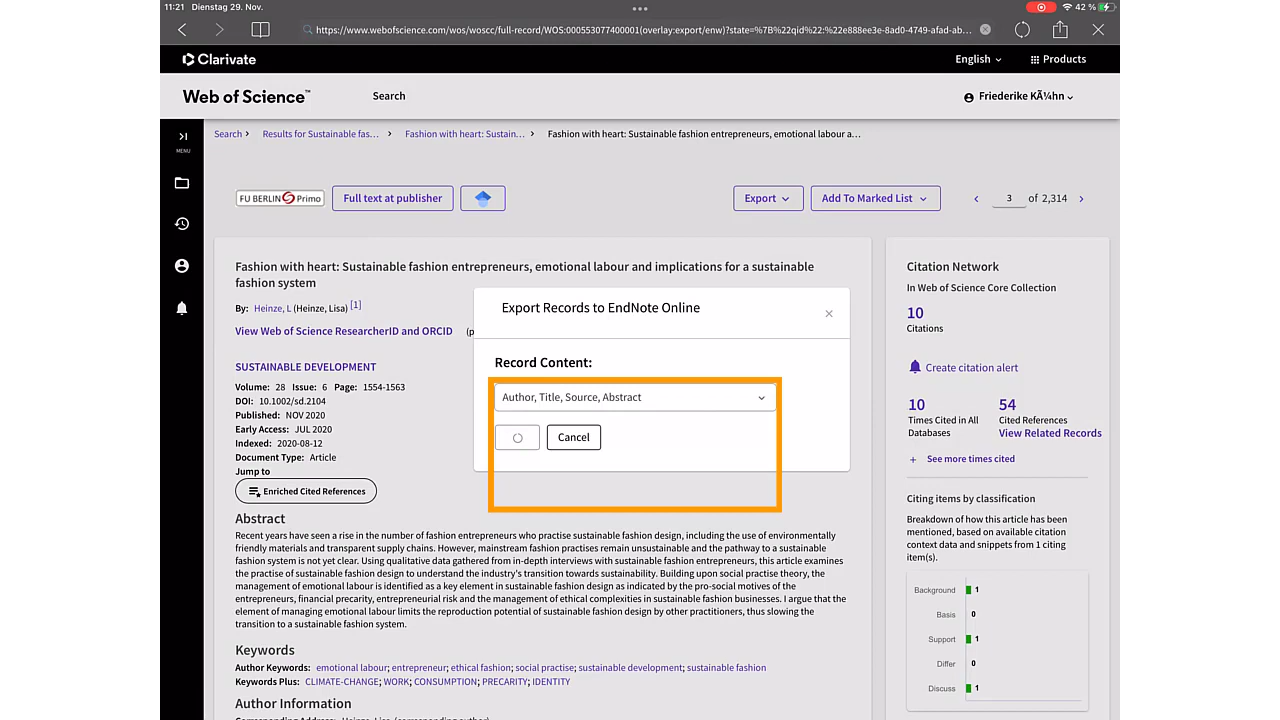 11:21 Dienstag 29. Nov.
42 %
https://www.webofscience.com/wos/woscc/full-record/WOS:000553077400001(overlay:export/enw)?state=%7B%22qid%22:%22e888ee3e-8ad0-4749-afad-ab...
Clarivate
English
Products
Web of Science™
Search
Friederike KÃ¼hn
MENU
Search
Results for Sustainable fas...
Fashion with heart: Sustain...
Fashion with heart: Sustainable fashion entrepreneurs, emotional labour a...
FU BERLIN Primo
Full text at publisher
Export
Add To Marked List
3 of 2,314
Fashion with heart: Sustainable fashion entrepreneurs, emotional labour and implications for a sustainable
fashion system
By: Heinze, L (Heinze, Lisa) [1]
View Web of Science ResearcherID and ORCID (p
SUSTAINABLE DEVELOPMENT
Volume: 28 Issue: 6 Page: 1554-1563
DOI: 10.1002/sd.2104
Published: NOV 2020
Early Access: JUL 2020
Indexed: 2020-08-12
Document Type: Article
Jump to
Enriched Cited References
Export Records to EndNote Online
×
Record Content:
Author, Title, Source, Abstract
Cancel
Abstract
Recent years have seen a rise in the number of fashion entrepreneurs who practise sustainable fashion design, including the use of environmentally
friendly materials and transparent supply chains. However, mainstream fashion practises remain unsustainable and the pathway to a sustainable
fashion system is not yet clear. Using qualitative data gathered from in-depth interviews with sustainable fashion entrepreneurs, this article examines
the practise of sustainable fashion design to understand the industry's transition towards sustainability. Building upon social practise theory, the
management of emotional labour is identified as a key element in sustainable fashion design as indicated by the pro-social motives of the
entrepreneurs, financial precarity, entrepreneurial risk and the management of ethical complexities in sustainable fashion businesses. I argue that the
element of managing emotional labour limits the reproduction potential of sustainable fashion design by other practitioners, thus slowing the
transition to a sustainable fashion system.
Keywords
Author Keywords: emotional labour; entrepreneur; ethical fashion; social practise; sustainable development; sustainable fashion
Keywords Plus: CLIMATE-CHANGE; WORK; CONSUMPTION; PRECARITY; IDENTITY
Author Information
Corresponding Address: Heinze, Lisa (corresponding author)
Citation Network
In Web of Science Core Collection
10
Citations
Create citation alert
10
Times Cited in All
Databases
54
Cited References
View Related Records
+ See more times cited
Citing items by classification
Breakdown of how this article has been
mentioned, based on available citation
context data and snippets from 1 citing
item(s).
Background 1
Basis 0
Support 1
Differ 0
Discuss 1